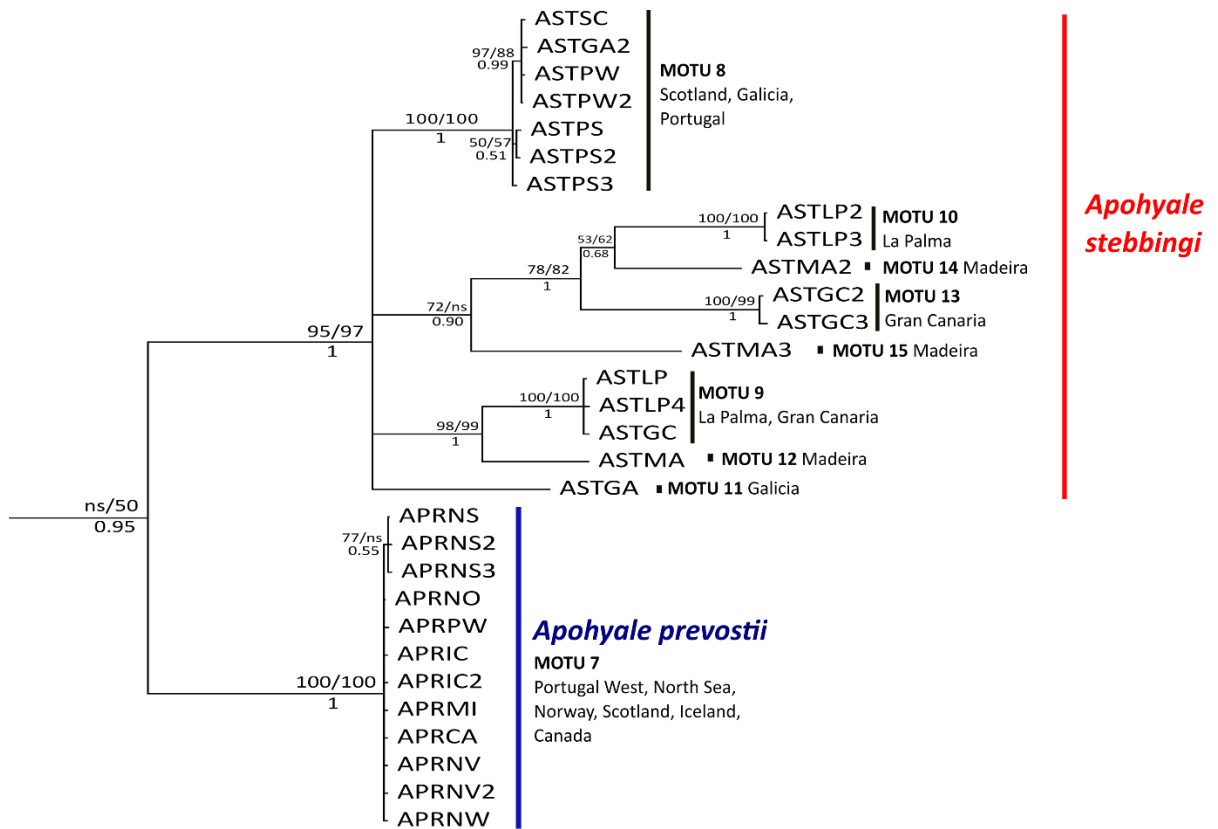 ASTSC
ASTGA2
ASTPW
ASTPW2
ASTPS
ASTPS2
ASTPS3
97/88
0.99
100/100
1
50/57
0.51
MOTU 8
Scotland, Galicia,
Portugal
ASTLP2
ASTLP3
100/100
1
MOTU 10
La Palma
53/62
0.68
ASTMA2
MOTU 14 Madeira
78/82
1
ASTGC2
ASTGC3
100/99
1
MOTU 13
Gran Canaria
72/ns
0.90
ASTMA3
MOTU 15 Madeira
95/97
1
ASTLP
ASTLP4
ASTGC
100/100
1
MOTU 9
La Palma, Gran Canaria
98/99
1
ASTMA
MOTU 12 Madeira
ASTGA
MOTU 11 Galicia
Apohyale
stebbingi
ns/50
0.95
APRNS
APRNS2
APRNS3
77/ns
0.55
APRNO
APRPW
APRIC
APRIC2
APRMI
APRCA
APRNV
APRNV2
APRNW
100/100
1
Apohyale prevostii
MOTU 7
Portugal West, North Sea,
Norway, Scotland, Iceland,
Canada